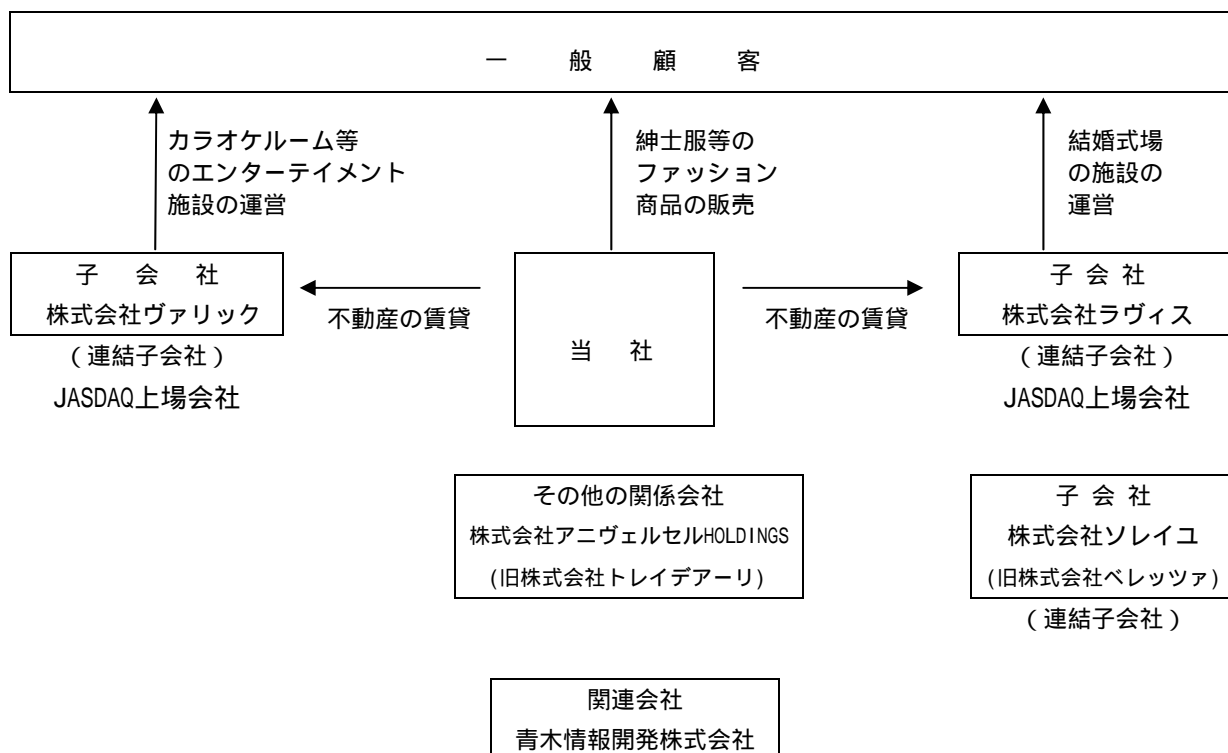 一般顧客
カラオケルーム等
のエンターテイメント
施設の運営
紳士服等の
ファッション
商品の販売
結婚式場
の施設の
運営
子会社
株式会社ヴァリック
(連結子会社)
JASDAQ上場会社
不動産の賃貸
当社
不動産の賃貸
子会社
株式会社ラヴィス
(連結子会社)
JASDAQ上場会社
その他の関係会社
株式会社アニヴェルセルHOLDINGS
(旧株式会社トレイデアーリ)
子会社
株式会社ソレイユ
(旧株式会社ベレッツァ)
(連結子会社)
関連会社
青木情報開発株式会社